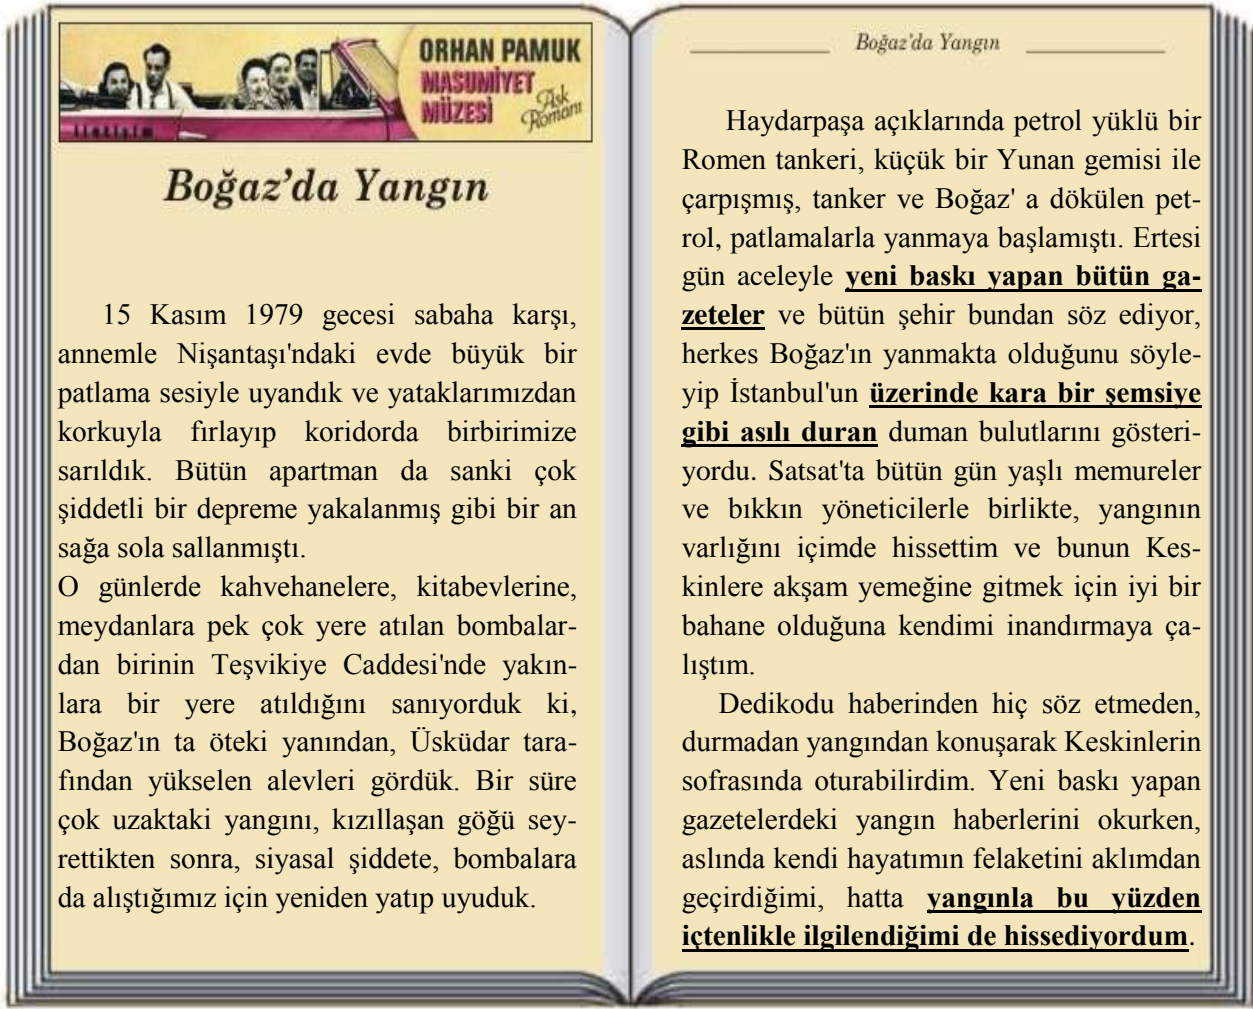 ORHAN PAMUK
MASUMİYET
MÜZESİ
Aşk
Romanı
iletişim
Boğaz'da Yangın
15 Kasım 1979 gecesi sabaha karşı,
annemle Nişantaşı'ndaki evde büyük bir
patlama sesiyle uyandık ve yataklarımızdan
korkuyla fırlayıp koridorda birbirimize
sarıldık. Bütün apartman da sanki çok
şiddetli bir depreme yakalanmış gibi bir an
sağa sola sallanmıştı.
O günlerde kahvehanelere, kitabevlerine,
meydanlara pek çok yere atılan bombalar-
dan birinin Teşvikiye Caddesi'nde yakın-
lara bir yere atıldığını sanıyorduk ki,
Boğaz'ın ta öteki yanından, Üsküdar tara-
fından yükselen alevleri gördük. Bir süre
çok uzaktaki yangını, kızıllaşan göğü sey-
rettikten sonra, siyasal şiddete, bombalara
da alıştığımız için yeniden yatıp uyuduk.
Boğaz'da Yangın
Haydarpaşa açıklarında petrol yüklü bir
Romen tankeri, küçük bir Yunan gemisi ile
çarpışmış, tanker ve Boğaz' a dökülen pet-
rol, patlamalarla yanmaya başlamıştı. Ertesi
gün aceleyle yeni baskı yapan bütün ga-
zeteler ve bütün şehir bundan söz ediyor,
herkes Boğaz'ın yanmakta olduğunu söyle-
yip İstanbul'un üzerinde kara bir şemsiye
gibi asılı duran duman bulutlarını gösteri-
yordu. Satsat'ta bütün gün yaşlı memureler
ve bıkkın yöneticilerle birlikte, yangının
varlığını içimde hissettim ve bunun Kes-
kinlere akşam yemeğine gitmek için iyi bir
bahane olduğuna kendimi inandırmaya ça-
lıştım.
Dedikodu haberinden hiç söz etmeden,
durmadan yangından konuşarak Keskinlerin
sofrasında oturabilirdim. Yeni baskı yapan
gazetelerdeki yangın haberlerini okurken,
aslında kendi hayatımın felaketini aklımdan
geçirdiğimi, hatta yangınla bu yüzden
içtenlikle ilgilendiğimi de hissediyordum.